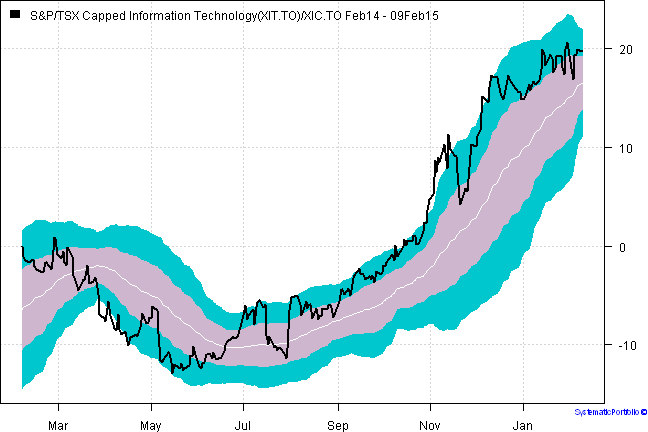 S&P/TSX Capped Information Technology(XIT.TO)/XIC.TO Feb14 - 09Feb15
20
10
0
-10
Mar May Jul Sep Nov Jan
SystematicPortfolio ©